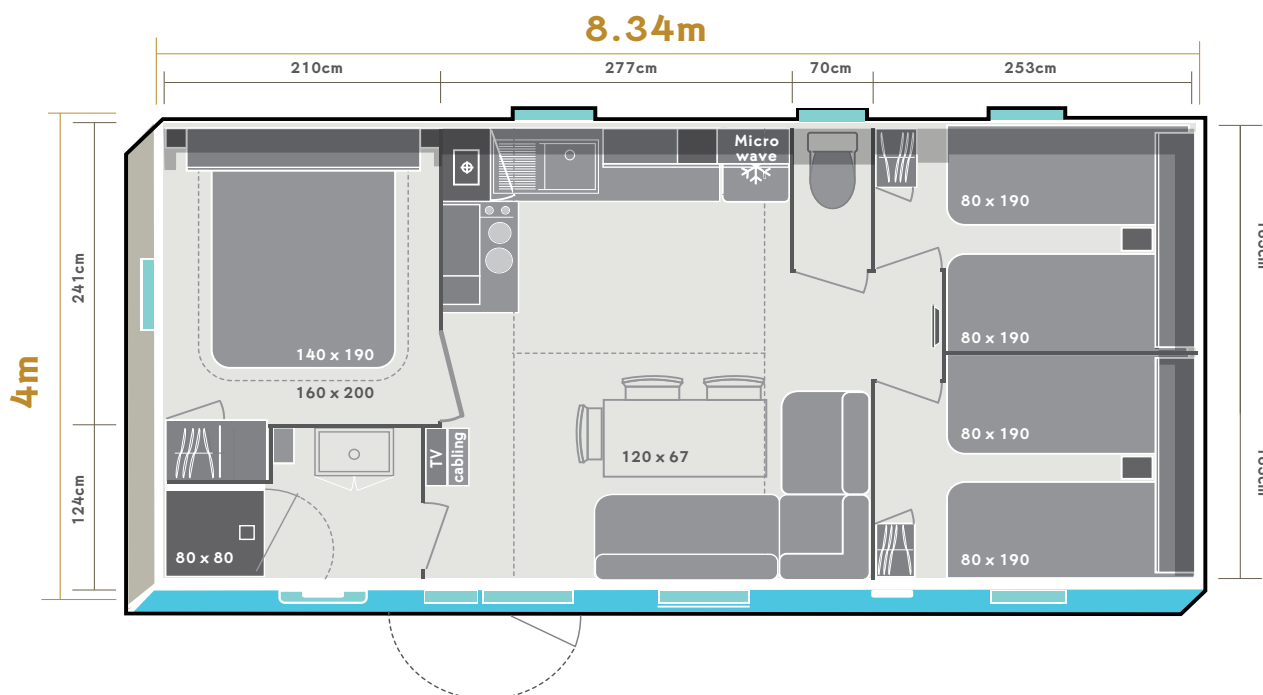 8.34m
210cm
277cm
70cm
253cm
Micro
wave
80 x 190
241cm
80 x 190
140 x 190
4m
160 x 200
80 x 190
TV
cabling
120 x 67
124cm
80 x 80
80 x 190